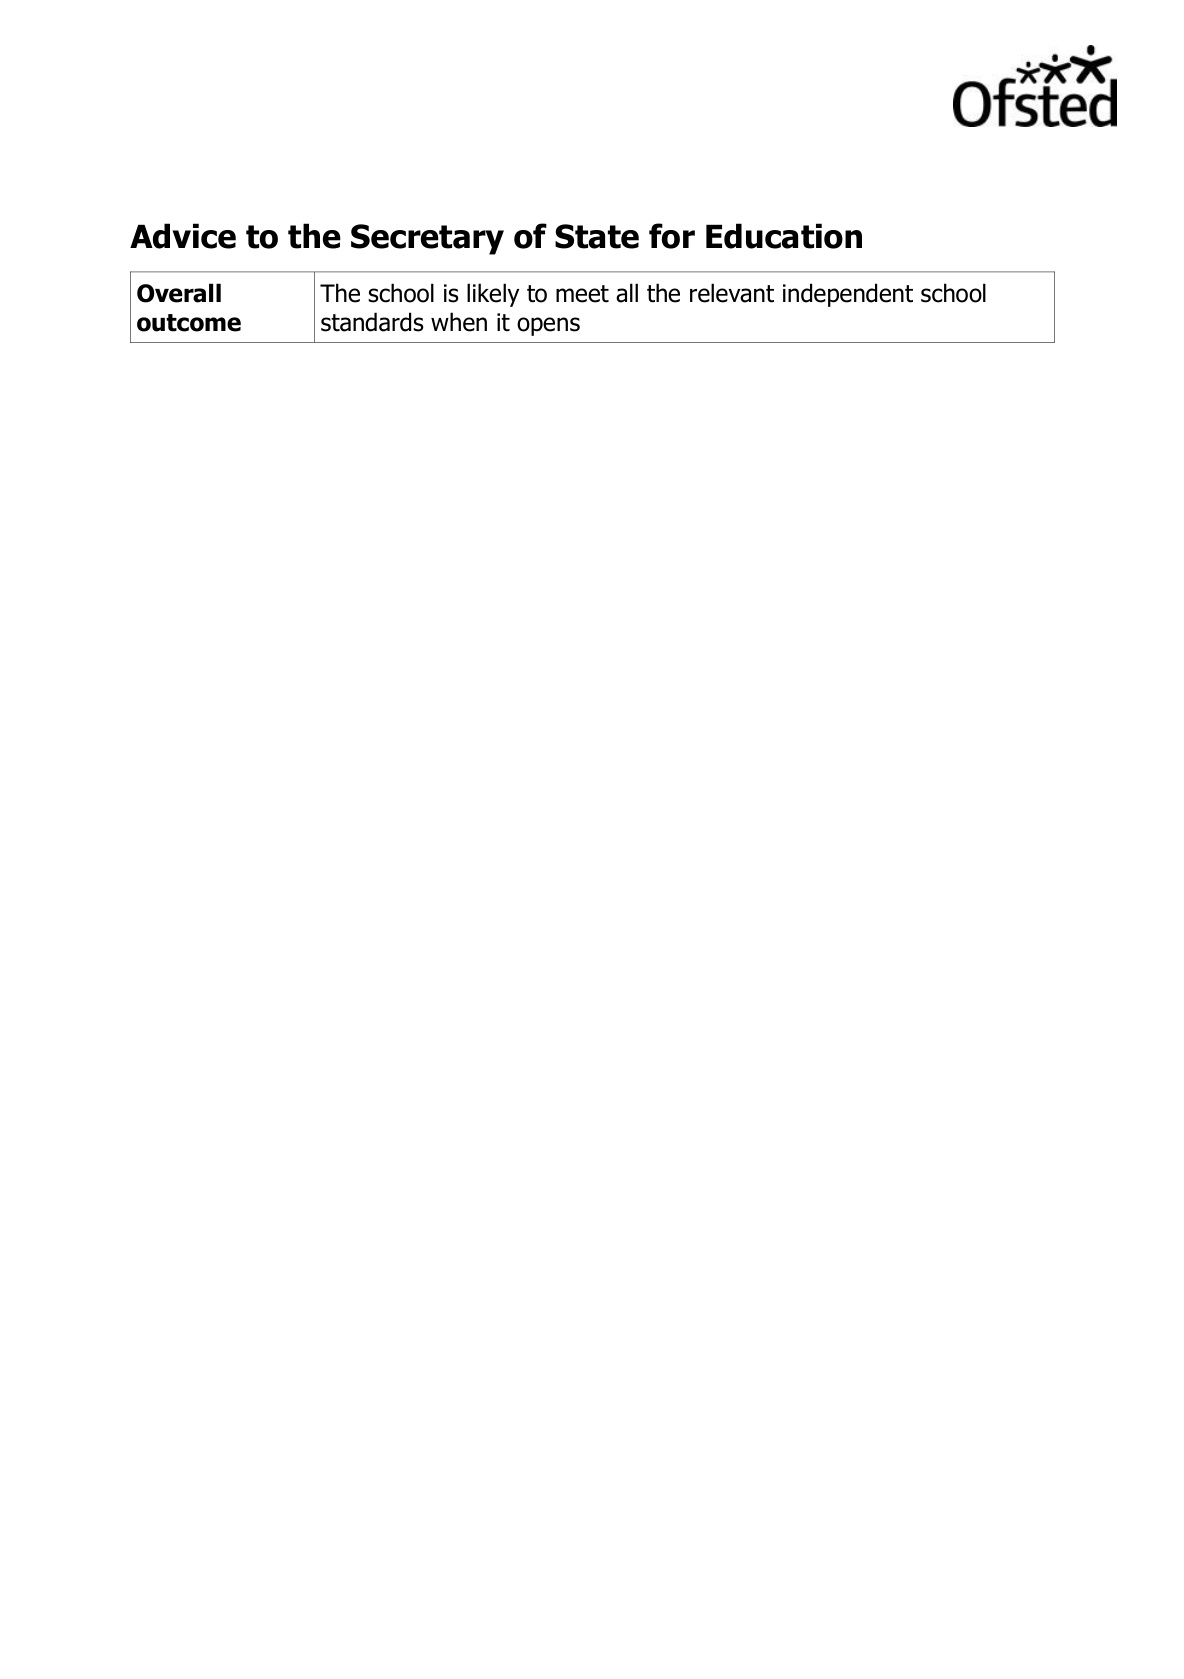 Ofsted
Advice to the Secretary of State for Education
Overall outcome
The school is likely to meet all the relevant independent school
standards when it opens